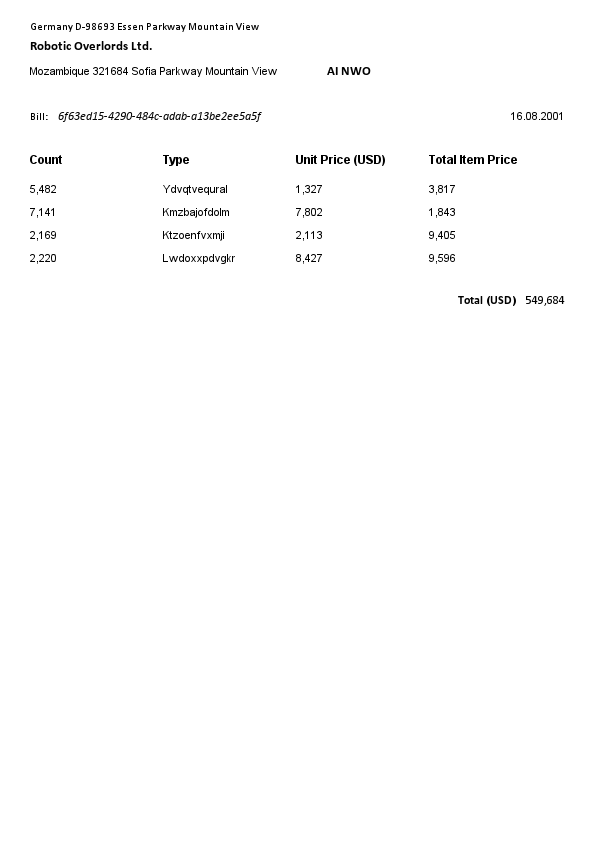 Germany D-98693 Essen Parkway Mountain View
Robotic Overlords Ltd.
Mozambique 321684 Sofia Parkway Mountain View AI NWO
Bill: 6f63ed15-4290-484c-adab-a13be2ee5a5f 16.08.2001
Count Type Unit Price (USD) Total Item Price
5,482 Ydvqtvequral 1,327 3,817
7,141 Kmzbajofdolm 7,802 1,843
2,169 Ktzoenfvxmji 2,113 9,405
2,220 Lwdoxxpdvgkr 8,427 9,596
Total (USD) 549,684